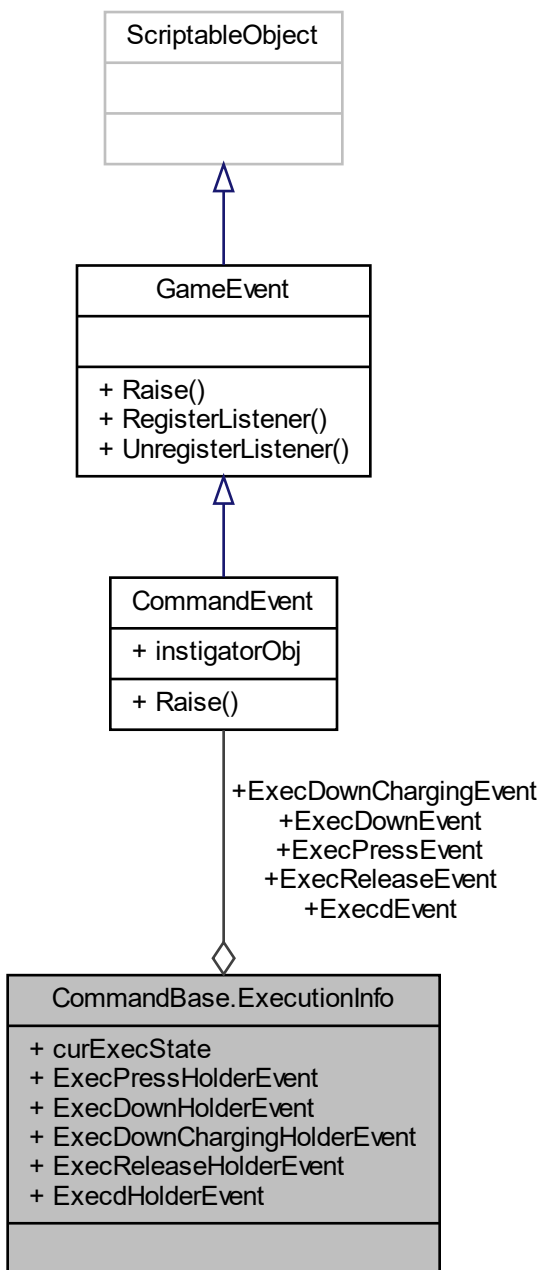 ScriptableObject
GameEvent
+ Raise()
+ RegisterListener()
+ UnregisterListener()
CommandEvent
+ instigatorObj
+ Raise()
+ExecDownChargingEvent
+ExecDownEvent
+ExecPressEvent
+ExecReleaseEvent
+ExecdEvent
CommandBase.ExecutionInfo
+ curExecState
+ ExecPressHolderEvent
+ ExecDownHolderEvent
+ ExecDownChargingHolderEvent
+ ExecReleaseHolderEvent
+ ExecdHolderEvent